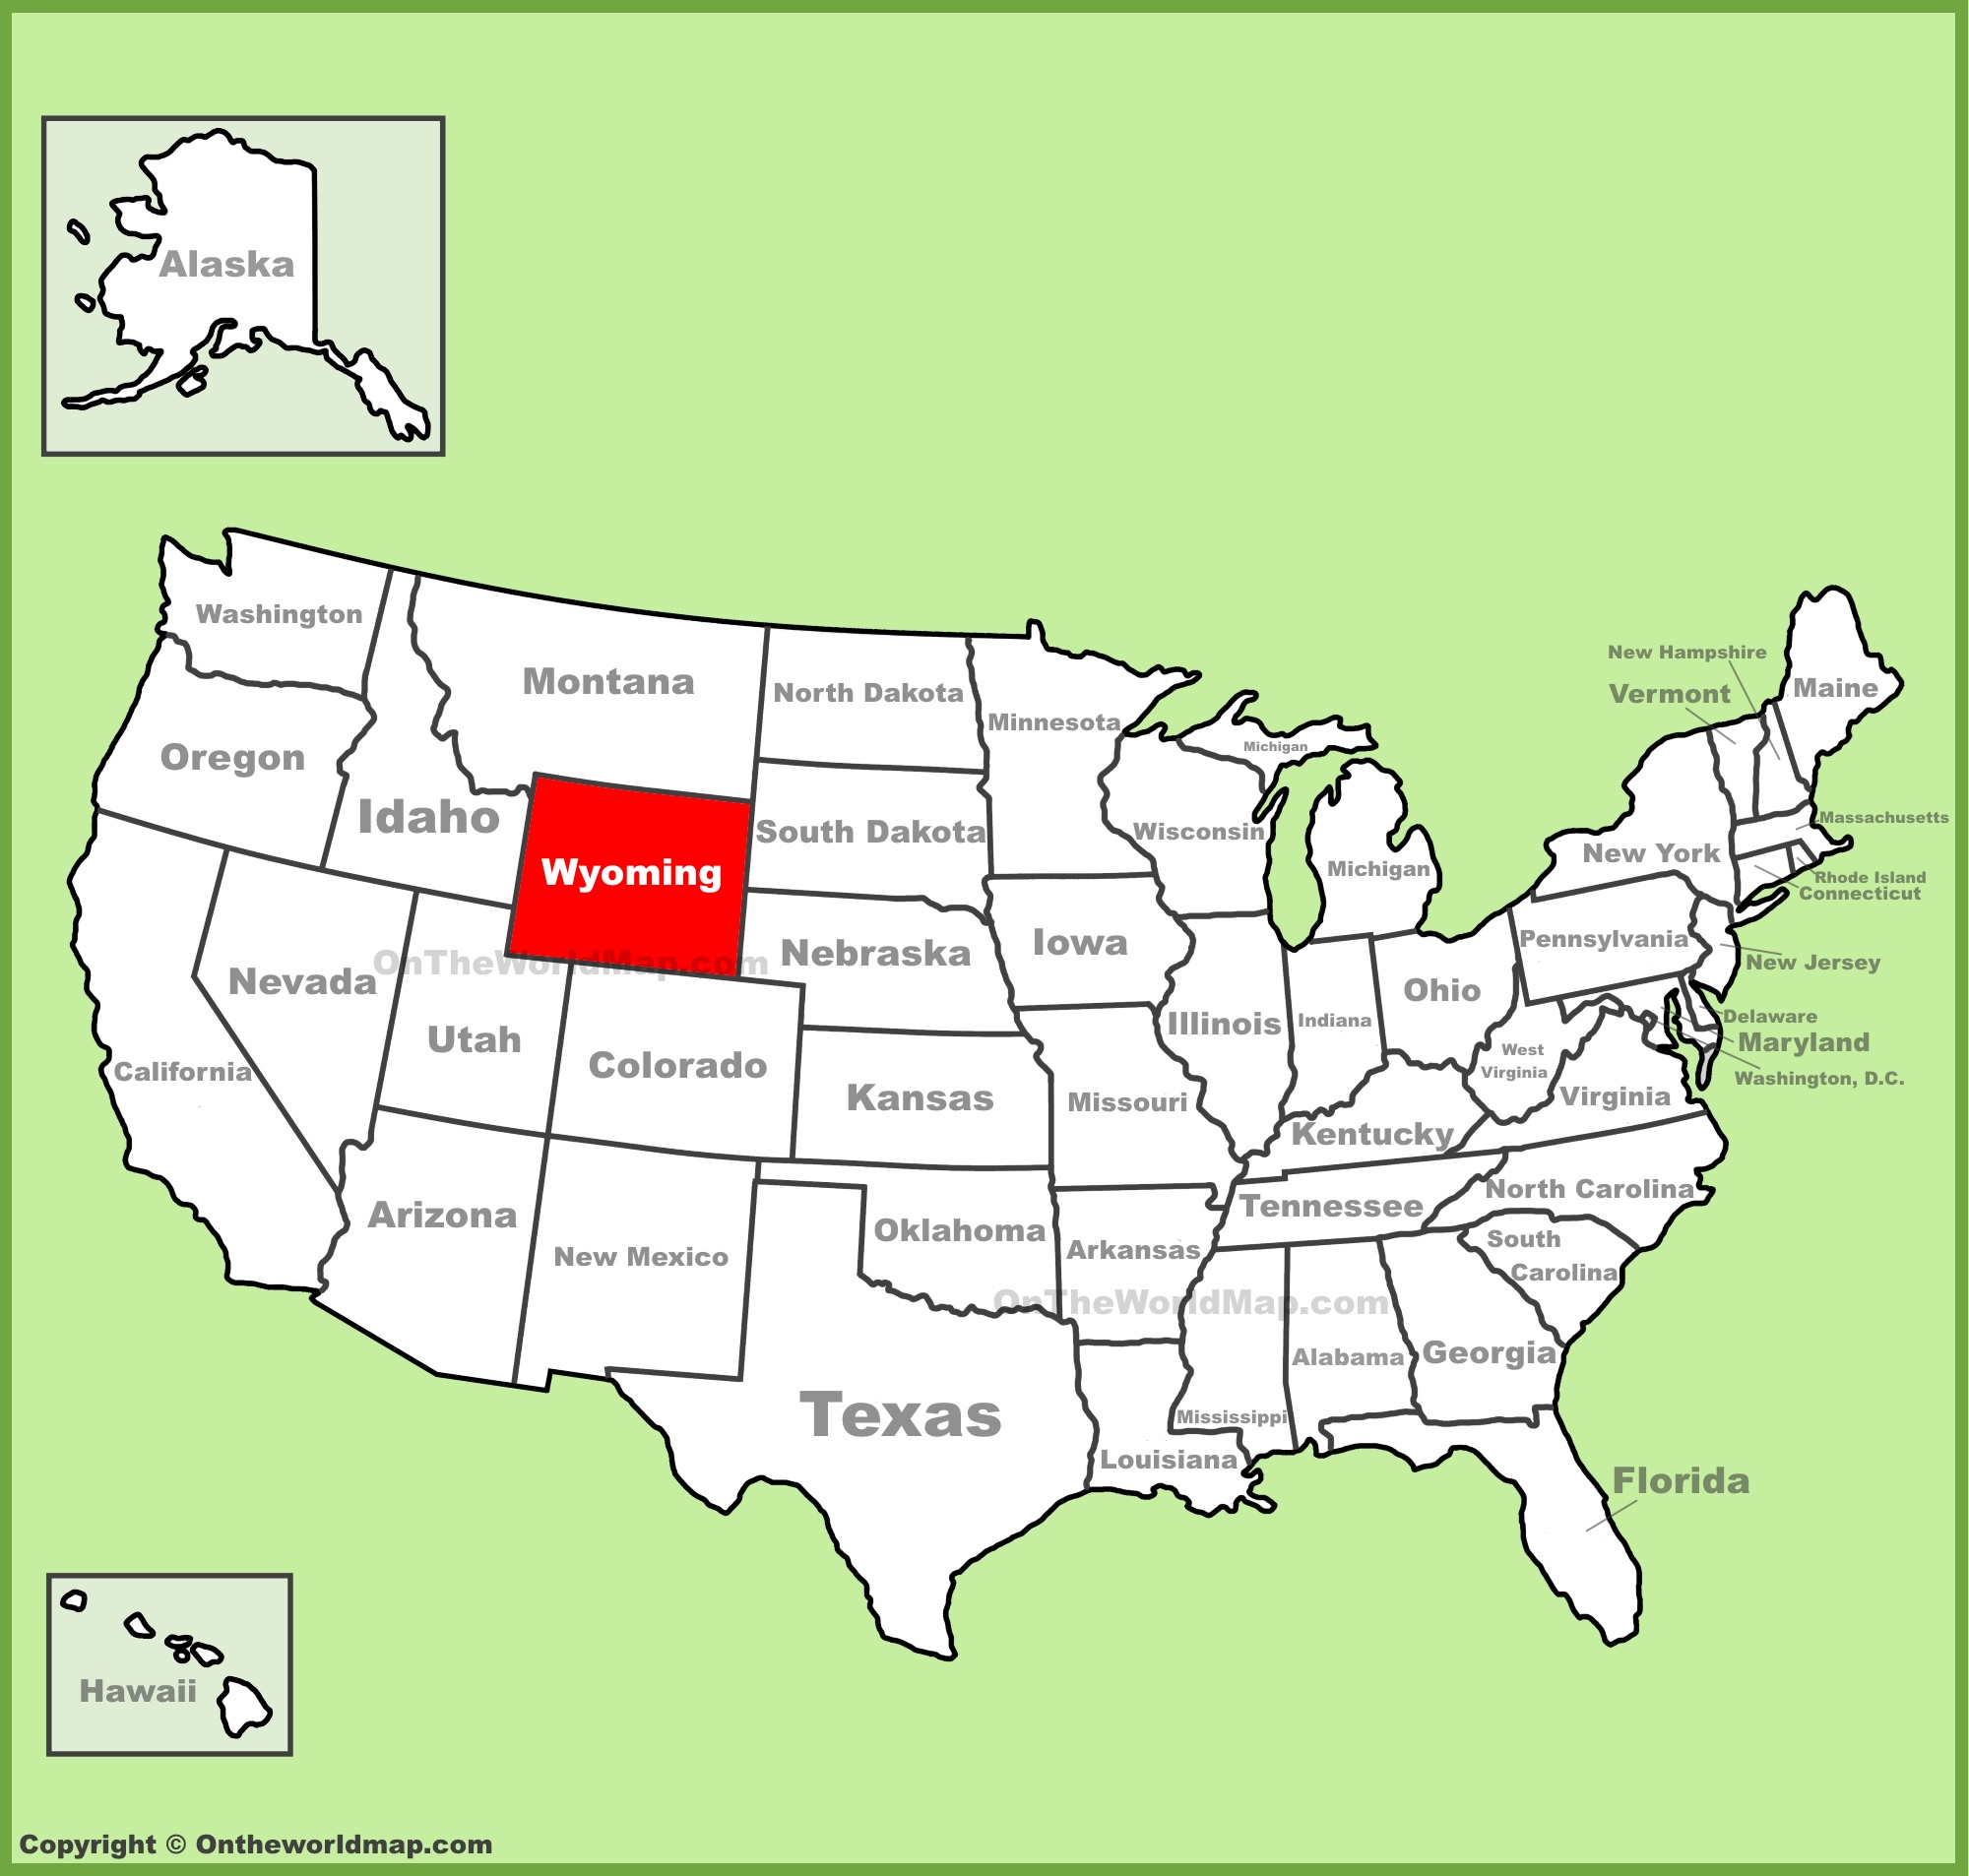 Alaska
Washington
Montana
North Dakota
Minnesota
Michigan
New Hampshire
Vermont
Maine
Oregon
Idaho
Wyoming
South Dakota
Wisconsin
Michigan
New York
Massachusetts
Rhode Island
Connecticut
Nevada
OnTheWorldMap.com
Nebraska
Iowa
Pennsylvania
New Jersey
California
Utah
Colorado
Kansas
Missouri
Illinois
Indiana
Ohio
West
Virginia
Virginia
Delaware
Maryland
Washington, D.C.
Kentucky
Arizona
New Mexico
Oklahoma
Arkansas
Tennessee
North Carolina
South
Carolina
OnTheWorldMap.com
Texas
Louisiana
Mississippi
Alabama
Georgia
Florida
Hawaii
Copyright © Ontheworldmap.com